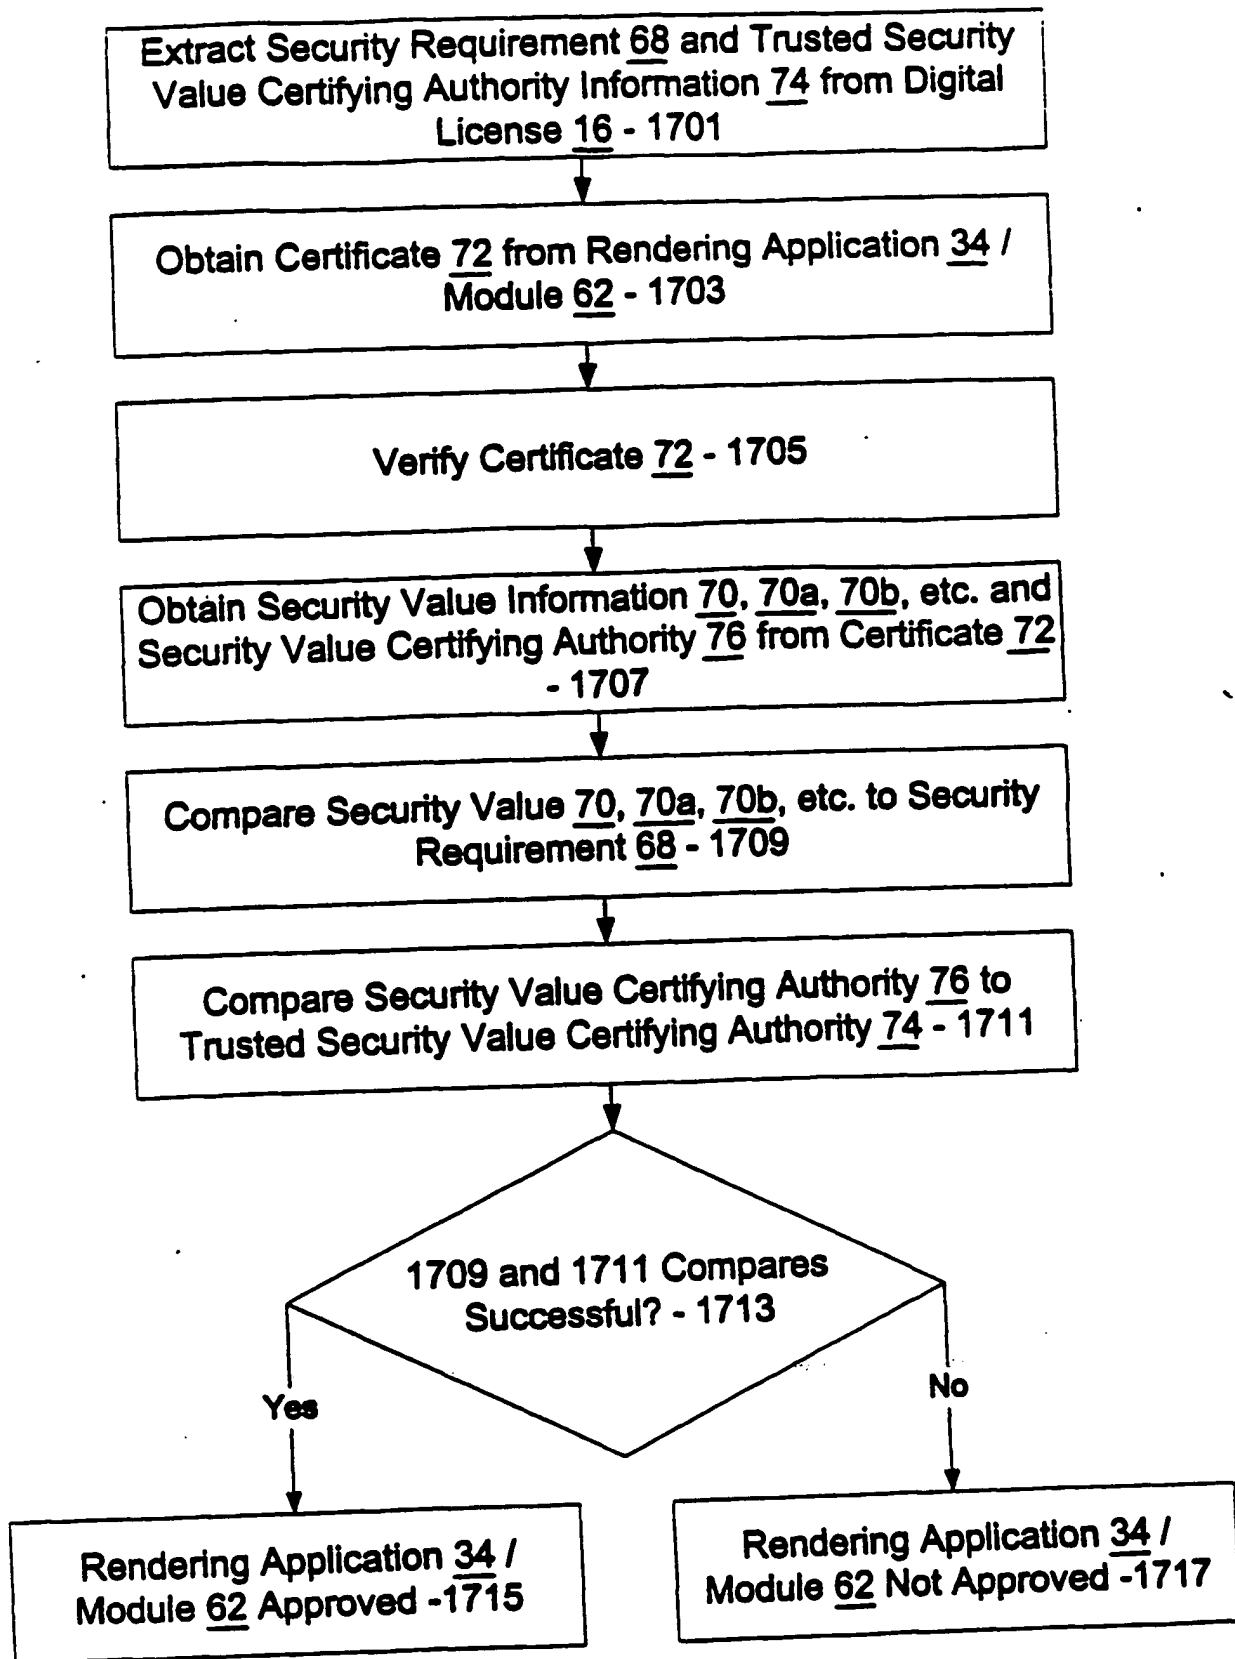 Extract Security Requirement 68 and Trusted Security
Value Certifying Authority Information 74 from Digital
License 16 - 1701
Obtain Certificate 72 from Rendering Application 34 /
Module 62 - 1703
Verify Certificate 72 - 1705
Obtain Security Value Information 70, 70a, 70b, etc. and
Security Value Certifying Authority 76 from Certificate 72
- 1707
Compare Security Value 70, 70a, 70b, etc. to Security
Requirement 68 - 1709
Compare Security Value Certifying Authority 76 to
Trusted Security Value Certifying Authority 74 - 1711
1709 and 1711 Compares
Successful? - 1713
Yes
No
Rendering Application 34 /
Module 62 Approved -1715
Rendering Application 34 /
Module 62 Not Approved -1717